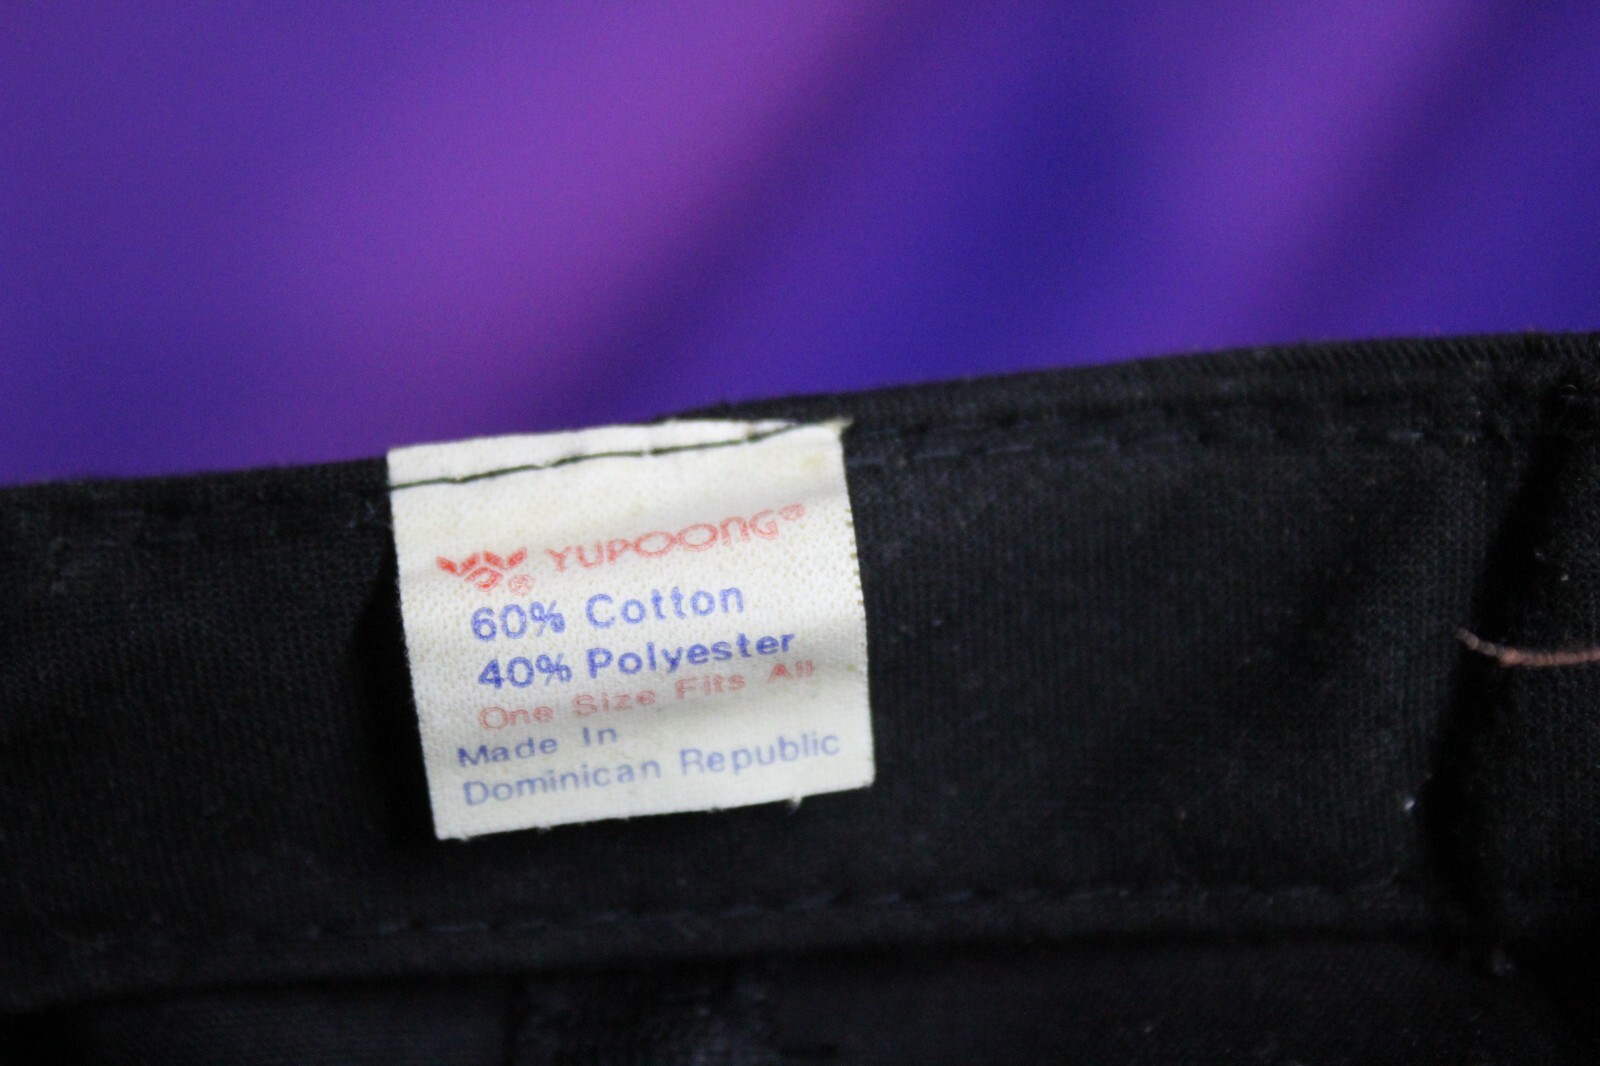 YUPOONG®
60% Cotton
40% Polyester
One Size Fits All
Made In
Dominican Republic